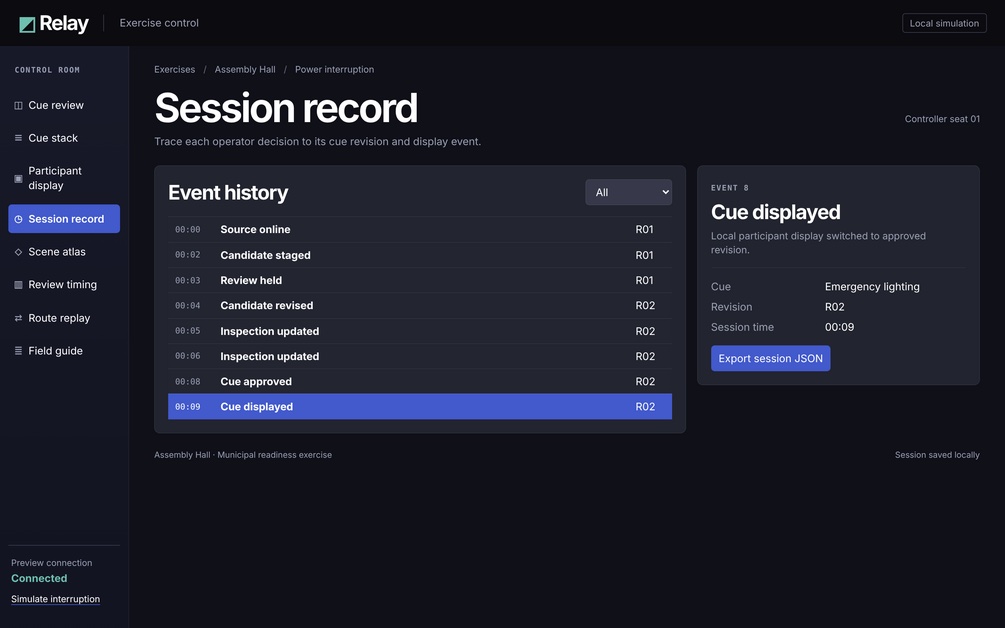 Relay
Exercise control
Local simulation
CONTROL ROOM
Cue review
Cue stack
Participant
display
Session record
Scene atlas
Review timing
Route replay
Field guide
Preview connection
Connected
Simulate interruption
Exercises / Assembly Hall / Power interruption
Session record
Trace each operator decision to its cue revision and display event.
Controller seat 01
Event history
All
00:00 Source online R01
00:02 Candidate staged R01
00:03 Review held R01
00:04 Candidate revised R02
00:05 Inspection updated R02
00:06 Inspection updated R02
00:08 Cue approved R02
00:09 Cue displayed R02
EVENT 8
Cue displayed
Local participant display switched to approved
revision.
Cue Emergency lighting
Revision R02
Session time 00:09
Export session JSON
Assembly Hall · Municipal readiness exercise
Session saved locally